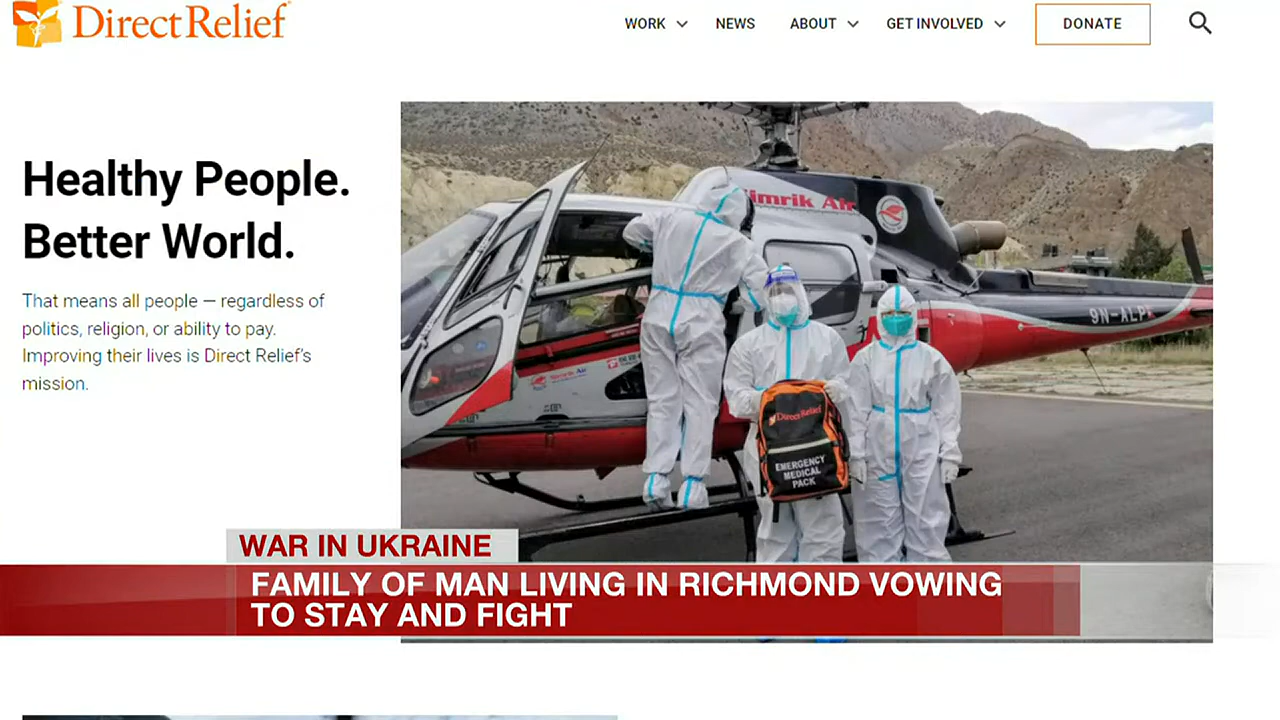 Direct Relief
WORK
NEWS
ABOUT
GET INVOLVED
DONATE
Healthy People.
Better World.
That means all people — regardless of
politics, religion, or ability to pay.
Improving their lives is Direct Relief's
mission.
Simrik Air
9N-ALP
Direct Relief
EMERGENCY
MEDICAL
PACK
WAR IN UKRAINE
FAMILY OF MAN LIVING IN RICHMOND VOWING
TO STAY AND FIGHT